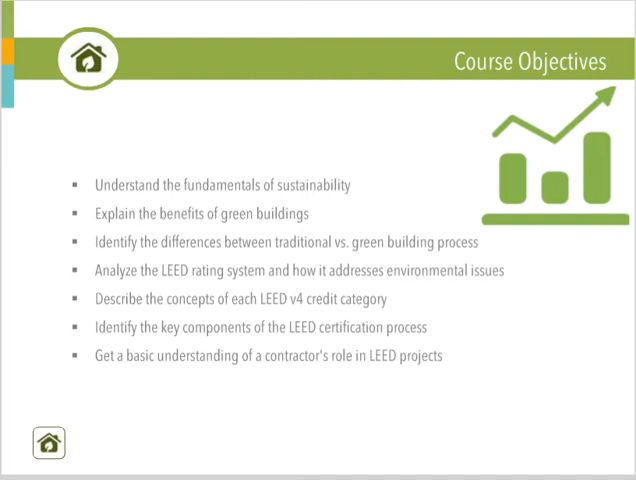 Course Objectives
▪ Understand the fundamentals of sustainability
▪ Explain the benefits of green buildings
▪ Identify the differences between traditional vs. green building process
▪ Analyze the LEED rating system and how it addresses environmental issues
▪ Describe the concepts of each LEED v4 credit category
▪ Identify the key components of the LEED certification process
▪ Get a basic understanding of a contractor's role in LEED projects